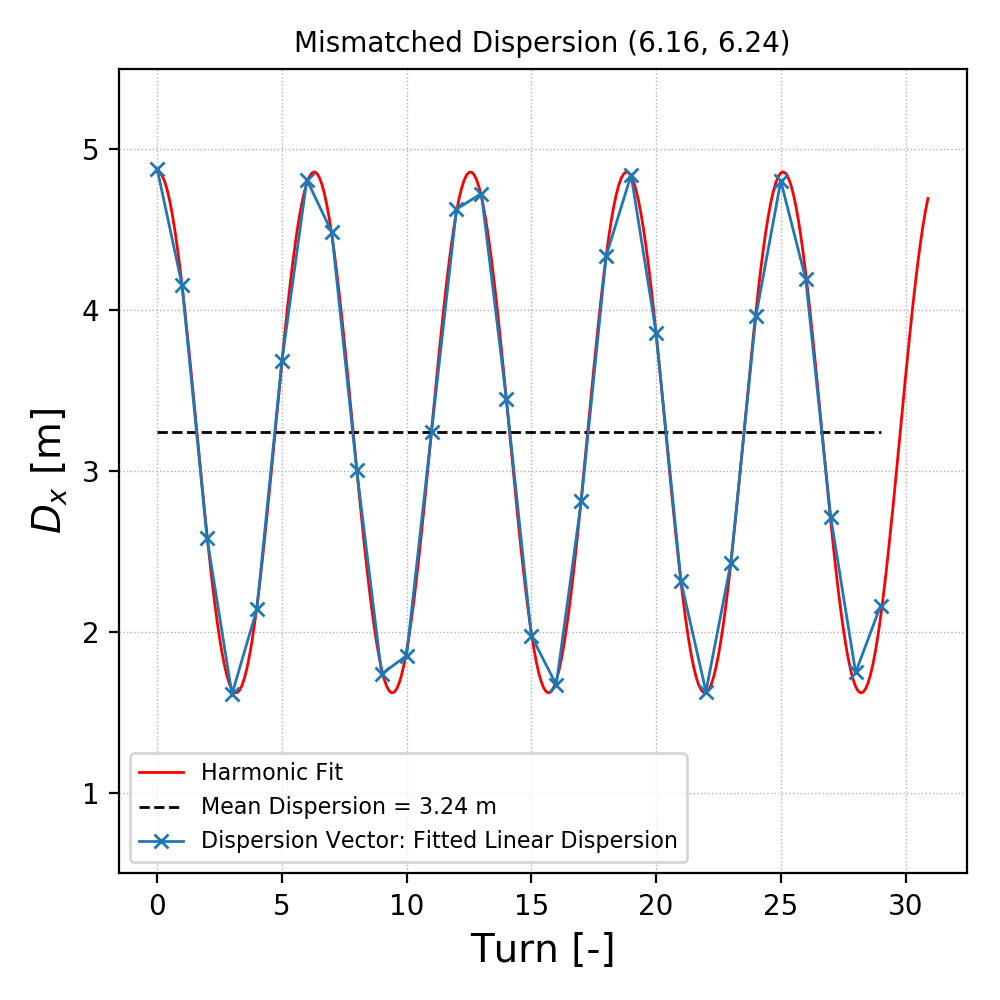 Mismatched Dispersion (6.16, 6.24)
5
4
3
2
1
Dₓ [m]
Harmonic Fit
Mean Dispersion = 3.24 m
Dispersion Vector: Fitted Linear Dispersion
0 5 10 15 20 25 30
Turn [-]